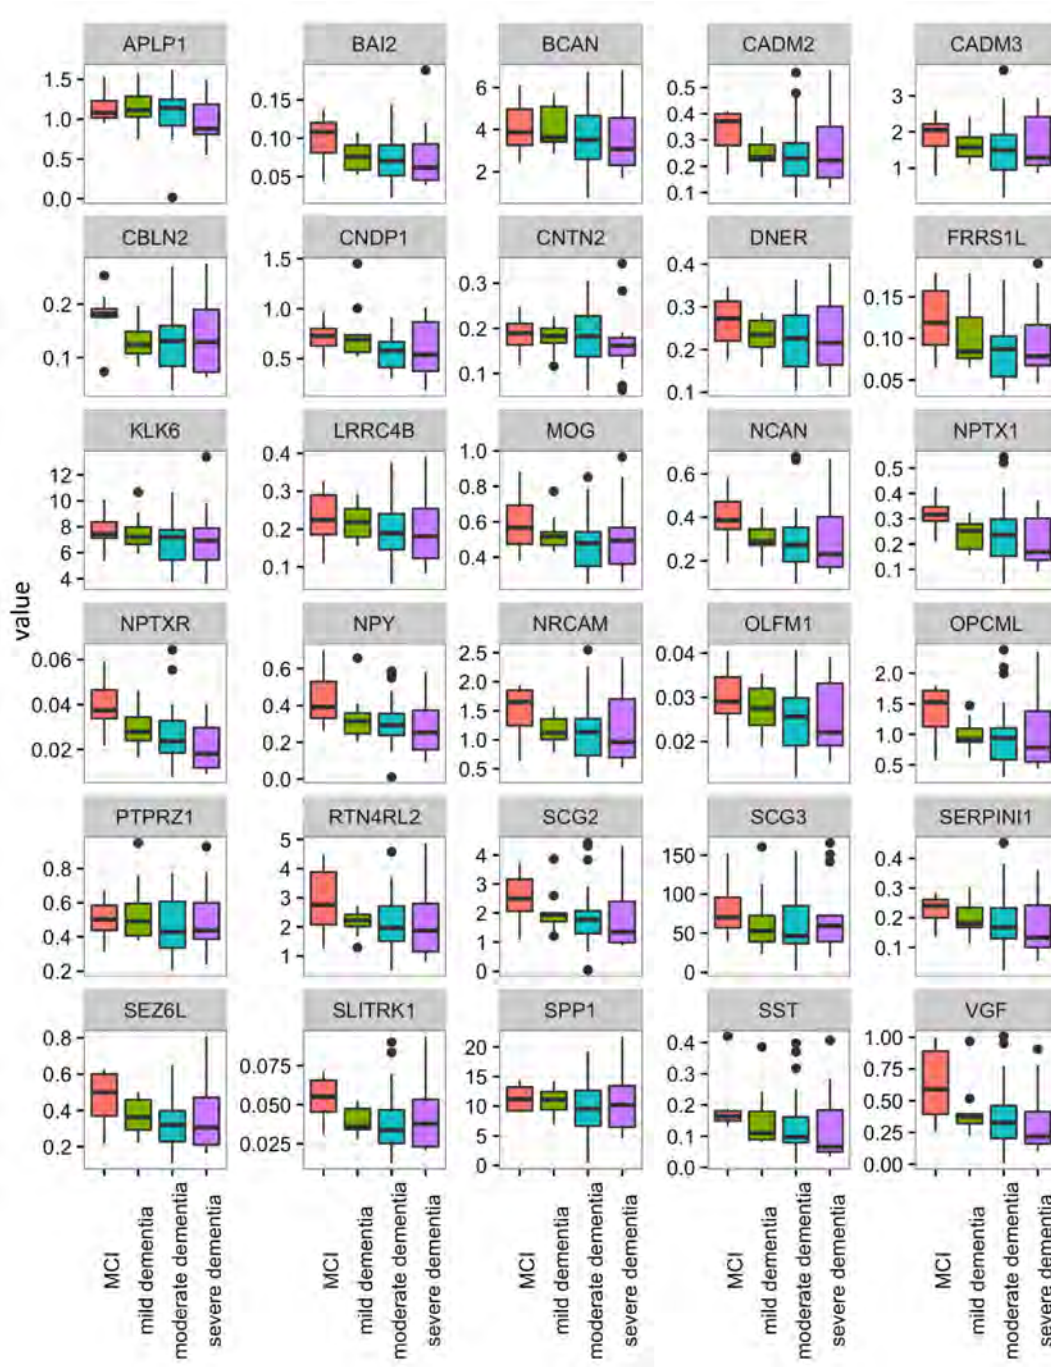 APLP1 BAI2 BCAN CADM2 CADM3
1.5 1.0 0.5 0.0
0.15 0.10 0.05
6 4 2
0.5 0.4 0.3 0.2 0.1
3 2 1
CBLN2 CNDP1 CNTN2 DNER FRRS1L
0.2 0.1
1.5 1.0 0.5
0.3 0.2 0.1
0.4 0.3 0.2 0.1
0.15 0.10 0.05
KLK6 LRRC4B MOG NCAN NPTX1
12 10 8 6 4
0.4 0.3 0.2 0.1
1.0 0.8 0.6 0.4
0.6 0.4 0.2
0.5 0.4 0.3 0.2 0.1
value
NPTXR NPY NRCAM OLFM1 OPCML
0.06 0.04 0.02
0.6 0.4 0.2 0.0
2.5 2.0 1.5 1.0 0.5
0.04 0.03 0.02
2.0 1.5 1.0 0.5
PTPRZ1 RTN4RL2 SCG2 SCG3 SERPINI1
0.8 0.6 0.4 0.2
5 4 3 2 1
4 3 2 1 0
150 100 50 0
0.4 0.3 0.2 0.1
SEZ6L SLITRK1 SPP1 SST VGF
0.8 0.6 0.4 0.2
0.075 0.050 0.025
20 15 10 5 0
0.4 0.3 0.2 0.1 0.0
1.00 0.75 0.50 0.25 0.00
MCI mild dementia moderate dementia severe dementia
MCI mild dementia moderate dementia severe dementia
MCI mild dementia moderate dementia severe dementia
MCI mild dementia moderate dementia severe dementia
MCI mild dementia moderate dementia severe dementia